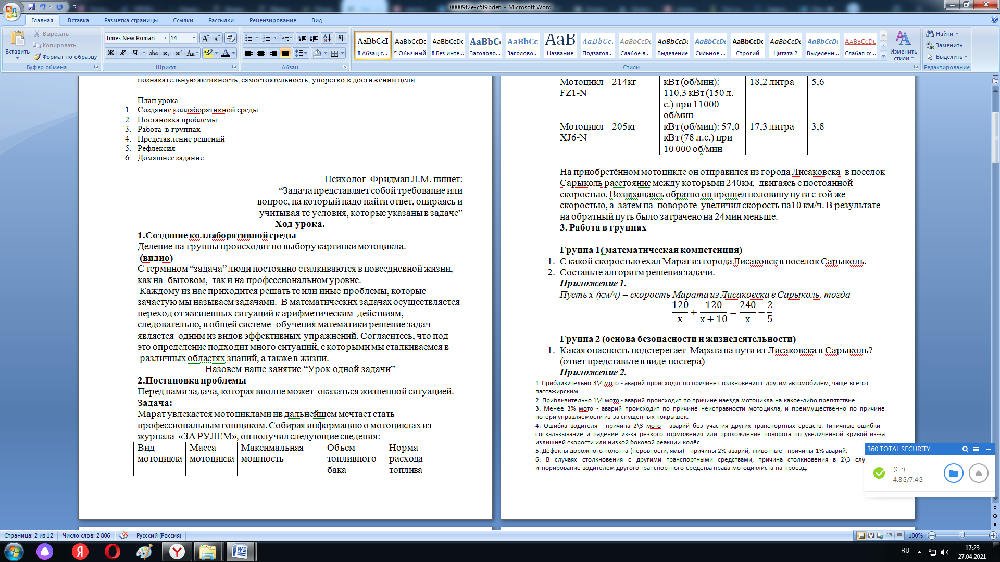 00009f2e-c5f9bde6 - Microsoft Word
Главная Вставка Разметка страницы Ссылки Рассылки Рецензирование Вид
Вставить
Вырезать
Копировать
Формат по образцу
Буфер обмена
Times New Roman 14
Шрифт
Абзац
AaBbCcI AaBbCcDc AaBbCcDc AaBbC AaBbCc AaB AaBbCc. AaBbCcDc AaBbCcDc AaBbCcDc AaBbCcDc AaBbCcDc AaBbCcDc AABBCCDE
¶ Абзац с... ¶ Обычный ¶ Без инте... Заголово... Заголово... Название Подзагол... Слабое в... Выделение Сильное ... Строгий Цитата 2 Выделенн... Слабая сс...
Стили
Изменить стили
Найти
Заменить
Выделить
Редактирование
познавательную активность, самостоятельность, упорство в достижении цели.
План урока
1. Создание коллаборативной среды
2. Постановка проблемы
3. Работа в группах
4. Представление решений
5. Рефлексия
6. Домашнее задание
Психолог Фридман Л.М. пишет:
“Задача представляет собой требование или
вопрос, на который надо найти ответ, опираясь и
учитывая те условия, которые указаны в задаче”
Ход урока.
1.Создание коллаборативной среды
Деление на группы происходит по выбору картинки мотоцикла.
(видио)
С термином “задача” люди постоянно сталкиваются в повседневной жизни,
как на бытовом, так и на профессиональном уровне.
Каждому из нас приходится решать те или иные проблемы, которые
зачастую мы называем задачами. В математических задачах осуществляется
переход от жизненных ситуаций к арифметическим действиям,
следовательно, в общей системе обучения математики решение задач
является одним из видов эффективных упражнений. Согласитесь, что под
это определение подходит много ситуаций, с которыми мы сталкиваемся в
различных областях знаний, а также в жизни.
Назовем наше занятие “Урок одной задачи”
2.Постановка проблемы
Перед нами задача, которая вполне может оказаться жизненной ситуацией.
Задача:
Марат увлекается мотоциклами ив дальнейшем мечтает стать
профессиональным гонщиком. Собирая информацию о мотоциклах из
журнала «ЗА РУЛЕМ», он получил следующие сведения:
Вид Масса Максимальная Объем Норма
мотоцикла мотоцикла мощность топливного расхода
бака топлива
Мотоцикл 214кг кВт (об/мин): 18,2 литра 5,6
FZ1-N 110,3 кВт (150 л.
с.) при 11000
об/мин
Мотоцикл 205кг кВт (об/мин): 57,0 17,3 литра 3,8
XJ6-N кВт (78 л.с.) при
10 000 об/мин
На приобретённом мотоцикле он отправился из города Лисаковска в поселок
Сарыколь расстояние между которыми 240км, двигаясь с постоянной
скоростью. Возвращаясь обратно он прошел половину пути с той же
скоростью, а затем на повороте увеличил скорость на10 км/ч. В результате
на обратный путь было затрачено на 24мин меньше.
3. Работа в группах
Группа 1( математическая компетенция)
1. С какой скоростью ехал Марат из города Лисаковск в поселок Сарыколь.
2. Составьте алгоритм решения задачи.
Приложение 1.
Пусть х (км/ч) – скорость Марата из Лисаковска в Сарыколь, тогда
120/x + 120/(x + 10) = 240/x − 2/5
Группа 2 (основа безопасности и жизнедеятельности)
1. Какая опасность подстерегает Марата на пути из Лисаковска в Сарыколь?
(ответ представьте в виде постера)
Приложение 2.
1. Приблизительно 3\4 мото - аварий происходят по причине столкновения с другим автомобилем, чаще всего с
пассажирским.
2. Приблизительно 1\4 мото - аварий происходит по причине наезда мотоцикла на какое-либо препятствие.
3. Менее 3% мото - аварий происходит по причине неисправности мотоцикла, и преимущественно по причине
потери управляемости из-за спущенных покрышек.
4. Ошибка водителя - причина 2\3 мото - аварий без участия других транспортных средств. Типичные ошибки -
соскальзывание и падение из-за резкого торможения или прохождение поворота по увеличенной кривой из-за
излишней скорости или низкой боковой реакции колёс.
5. Дефекты дорожного полотна (неровности, ямы) - причины 2% аварий, животные - причины 1% аварий.
6. В случаях столкновения с другими транспортными средствами, причина столкновения в 2\3 слу
игнорирование водителем другого транспортного средства права мотоциклиста на проезд.
360 TOTAL SECURITY
(G :)
4.8G/7.4G
Страница: 2 из 12 Число слов: 2 806 Русский (Россия) 100%
RU 17:23
27.04.2021